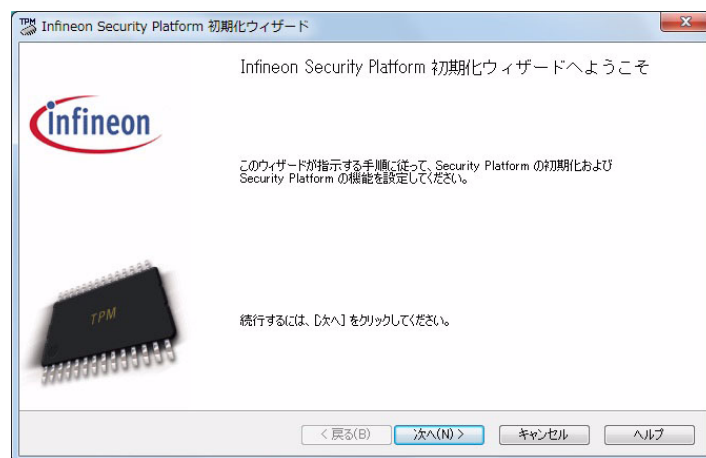 TPM Infineon Security Platform 初期化ウィザード
Infineon Security Platform 初期化ウィザードへようこそ
infineon
このウィザードが指示する手順に従って、Security Platform の初期化および
Security Platform の機能を設定してください。
TPM
続行するには、[次へ] をクリックしてください。
< 戻る(B) 次へ(N) > キャンセル ヘルプ